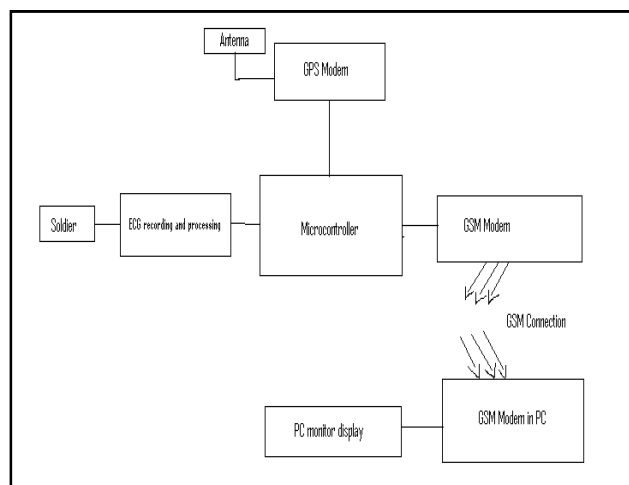 Antenna
GPS Modem
Soldier
ECG recording and processing
Microcontroller
GSM Modem
GSM Connection
PC monitor display
GSM Modem in PC